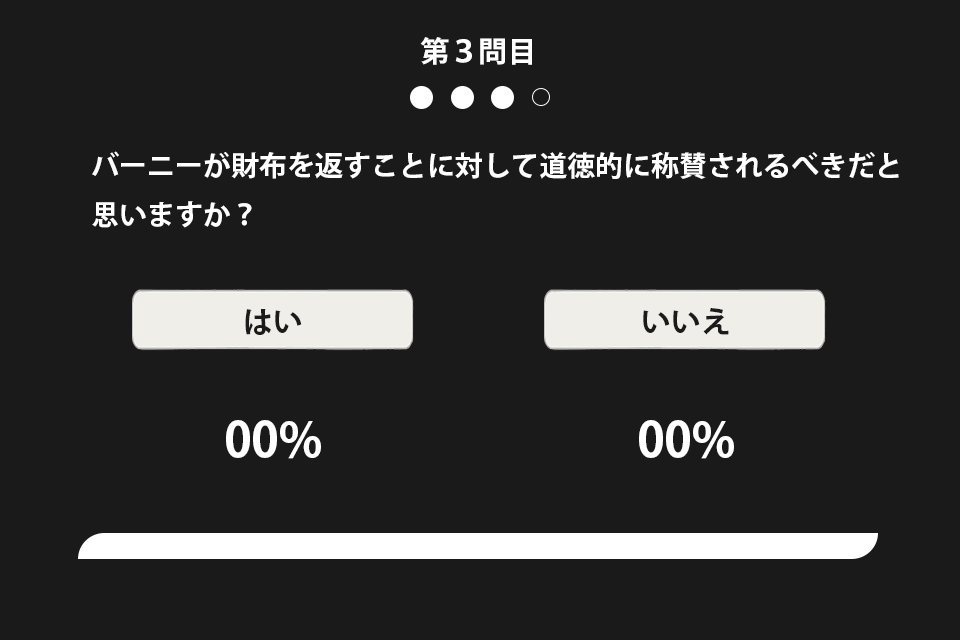 第３問目
バーニーが財布を返すことに対して道徳的に称賛されるべきだと
思いますか？
はい
いいえ
00%
00%